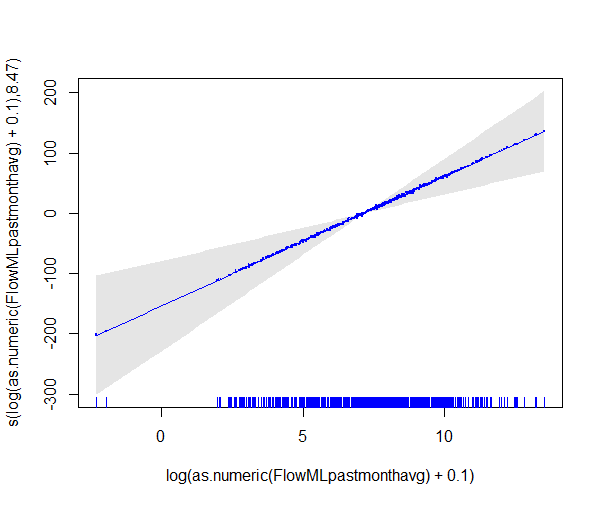 s(log(as.numeric(FlowMLpastmonthavg) + 0.1),8.47)
200
100
0
-100
-200
-300
0 5 10
log(as.numeric(FlowMLpastmonthavg) + 0.1)